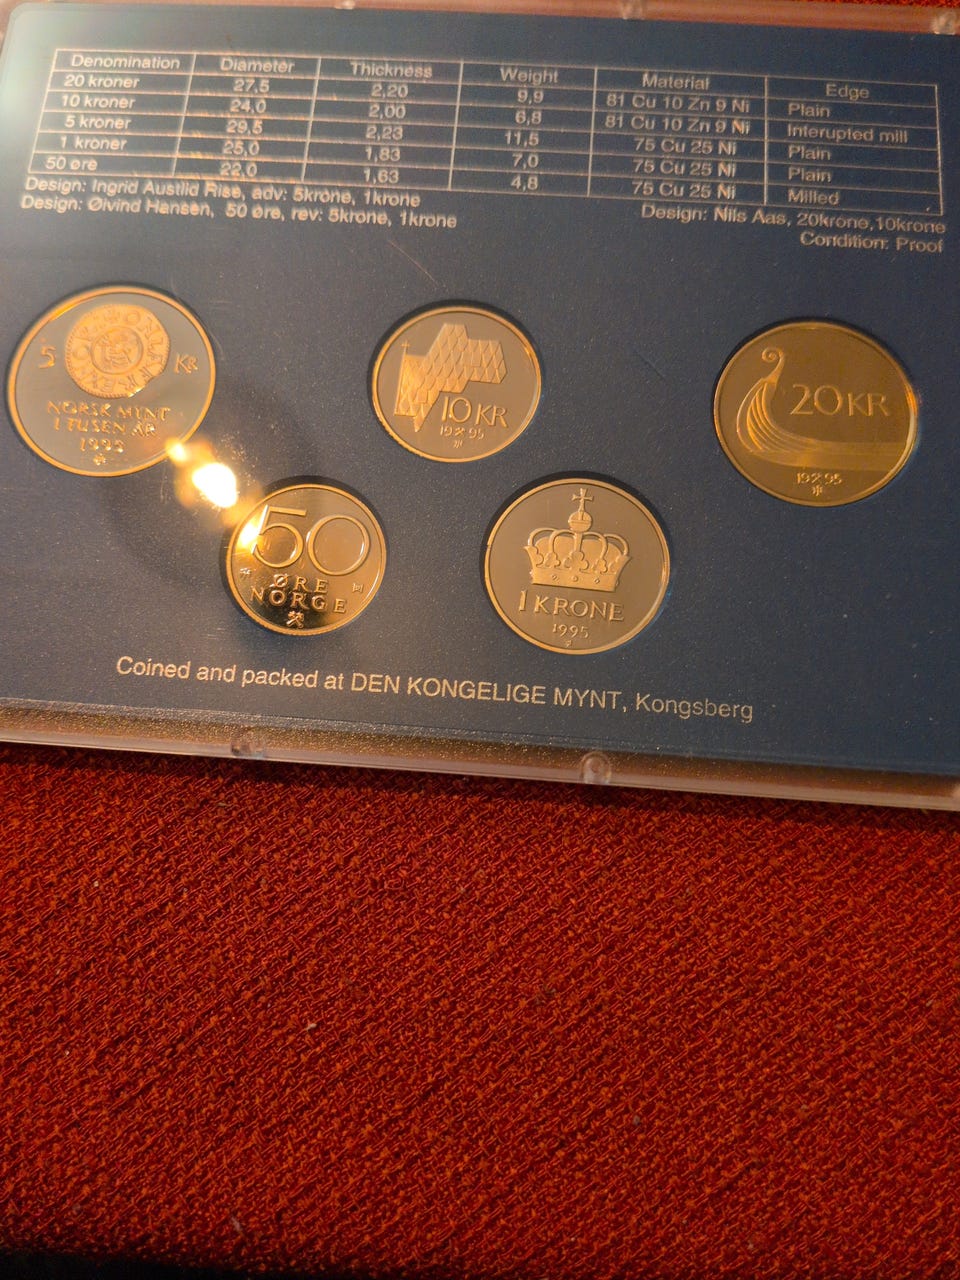 Denomination Diameter Thickness Weight Material Edge
20 kroner 27,5 2,20 9,9 81 Cu 10 Zn 9 Ni Plain
10 kroner 24,0 2,00 6,8 81 Cu 10 Zn 9 Ni Interupted mill
5 kroner 29,5 2,23 11,5 75 Cu 25 Ni Plain
1 kroner 25,0 1,83 7,0 75 Cu 25 Ni Plain
50 øre 22,0 1,63 4,8 75 Cu 25 Ni Milled
Design: Ingrid Austlid Rise, adv: 5krone, 1krone
Design: Øivind Hansen, 50 øre, rev: 5krone, 1krone
Design: Nils Aas, 20krone,10krone
Condition: Proof
5 KR
NORSK MYNT
I TUSEN ÅR
10 KR
19 95
20 KR
19 95
50
ØRE
NORGE
1 KRONE
1995
Coined and packed at DEN KONGELIGE MYNT, Kongsberg